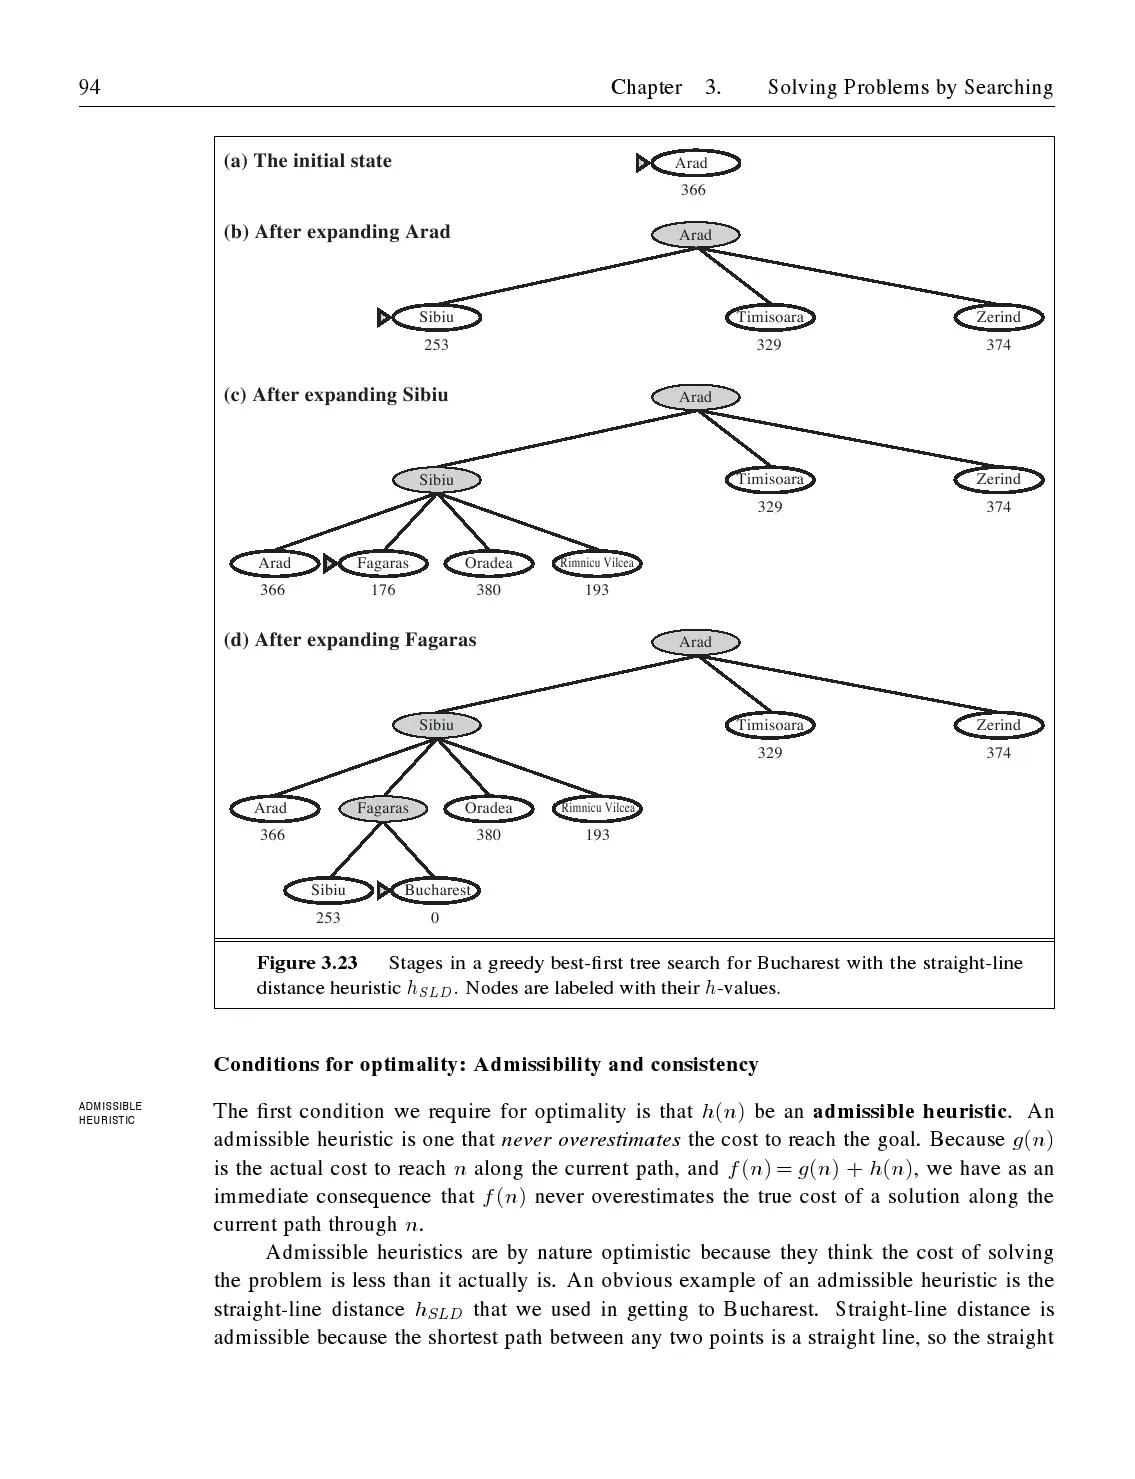 94 Chapter 3. Solving Problems by Searching
(a) The initial state
Arad
366
(b) After expanding Arad
Arad
Sibiu Timisoara Zerind
253 329 374
(c) After expanding Sibiu
Arad
Sibiu Timisoara Zerind
329 374
Arad Fagaras Oradea Rimnicu Vilcea
366 176 380 193
(d) After expanding Fagaras
Arad
Sibiu Timisoara Zerind
329 374
Arad Fagaras Oradea Rimnicu Vilcea
366 380 193
Sibiu Bucharest
253 0
Figure 3.23 Stages in a greedy best-first tree search for Bucharest with the straight-line
distance heuristic hSLD. Nodes are labeled with their h-values.
Conditions for optimality: Admissibility and consistency
ADMISSIBLE
HEURISTIC
The first condition we require for optimality is that h(n) be an admissible heuristic. An
admissible heuristic is one that never overestimates the cost to reach the goal. Because g(n)
is the actual cost to reach n along the current path, and f(n) = g(n) + h(n), we have as an
immediate consequence that f(n) never overestimates the true cost of a solution along the
current path through n.
Admissible heuristics are by nature optimistic because they think the cost of solving
the problem is less than it actually is. An obvious example of an admissible heuristic is the
straight-line distance hSLD that we used in getting to Bucharest. Straight-line distance is
admissible because the shortest path between any two points is a straight line, so the straight